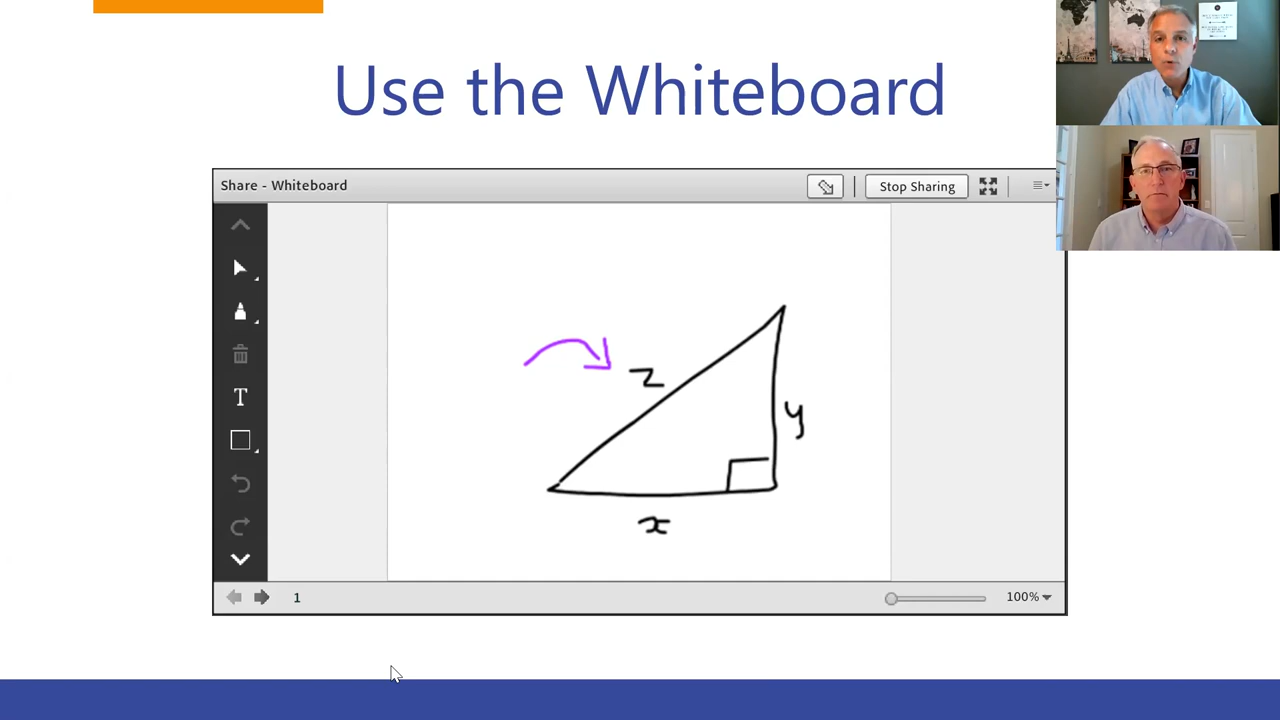 Use the Whiteboard
Share - Whiteboard
Stop Sharing
z
y
x
T
1
100%